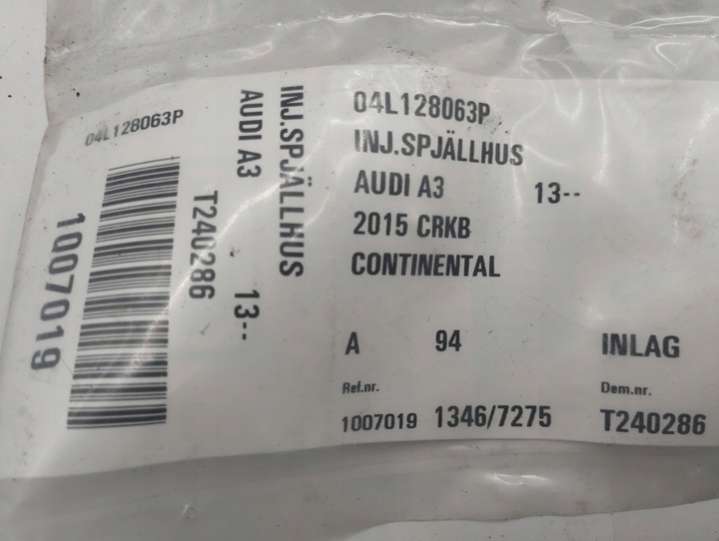 04L128063P
1007019
T240286
AUDI A3 13--
INJ.SPJÄLLHUS
04L128063P
INJ.SPJÄLLHUS
AUDI A3 13--
2015 CRKB
CONTINENTAL
A 94 INLAG
Ref.nr. Dem.nr.
1007019 1346/7275 T240286